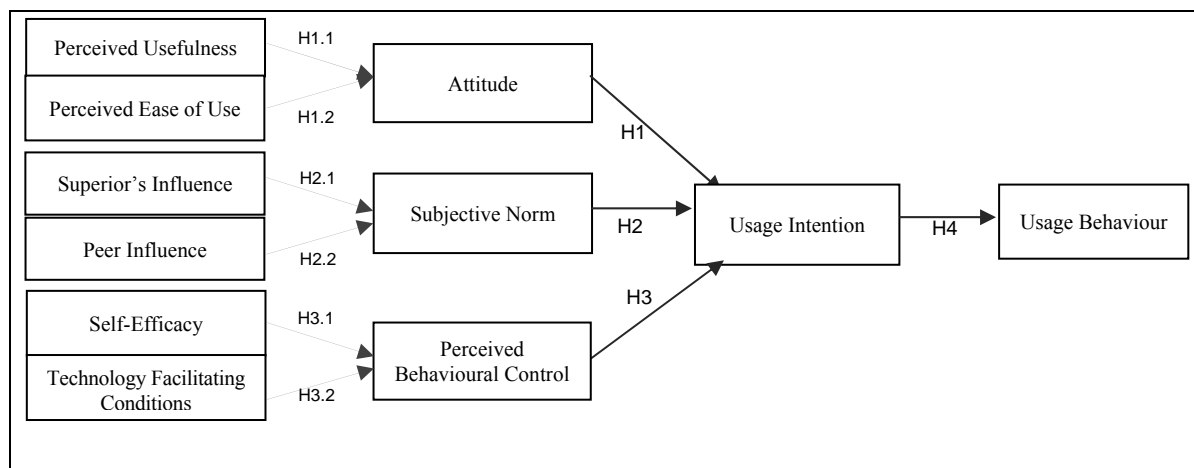 Perceived Usefulness
H1.1
Perceived Ease of Use
H1.2
Attitude
H1
Superior's Influence
H2.1
Peer Influence
H2.2
Subjective Norm
H2
Usage Intention
H4
Usage Behaviour
Self-Efficacy
H3.1
Technology Facilitating
Conditions
H3.2
Perceived
Behavioural Control
H3